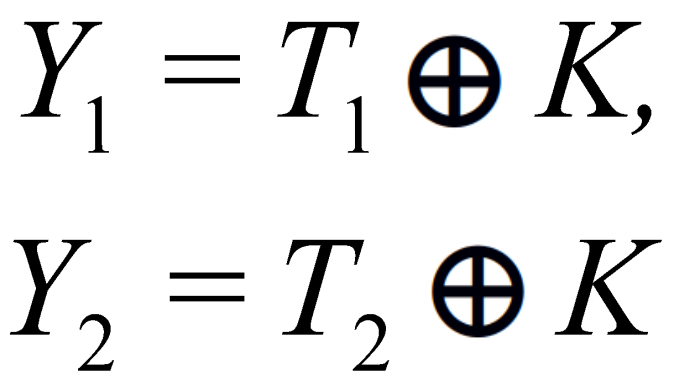 Y₁ = T₁ ⊕ K,
Y₂ = T₂ ⊕ K